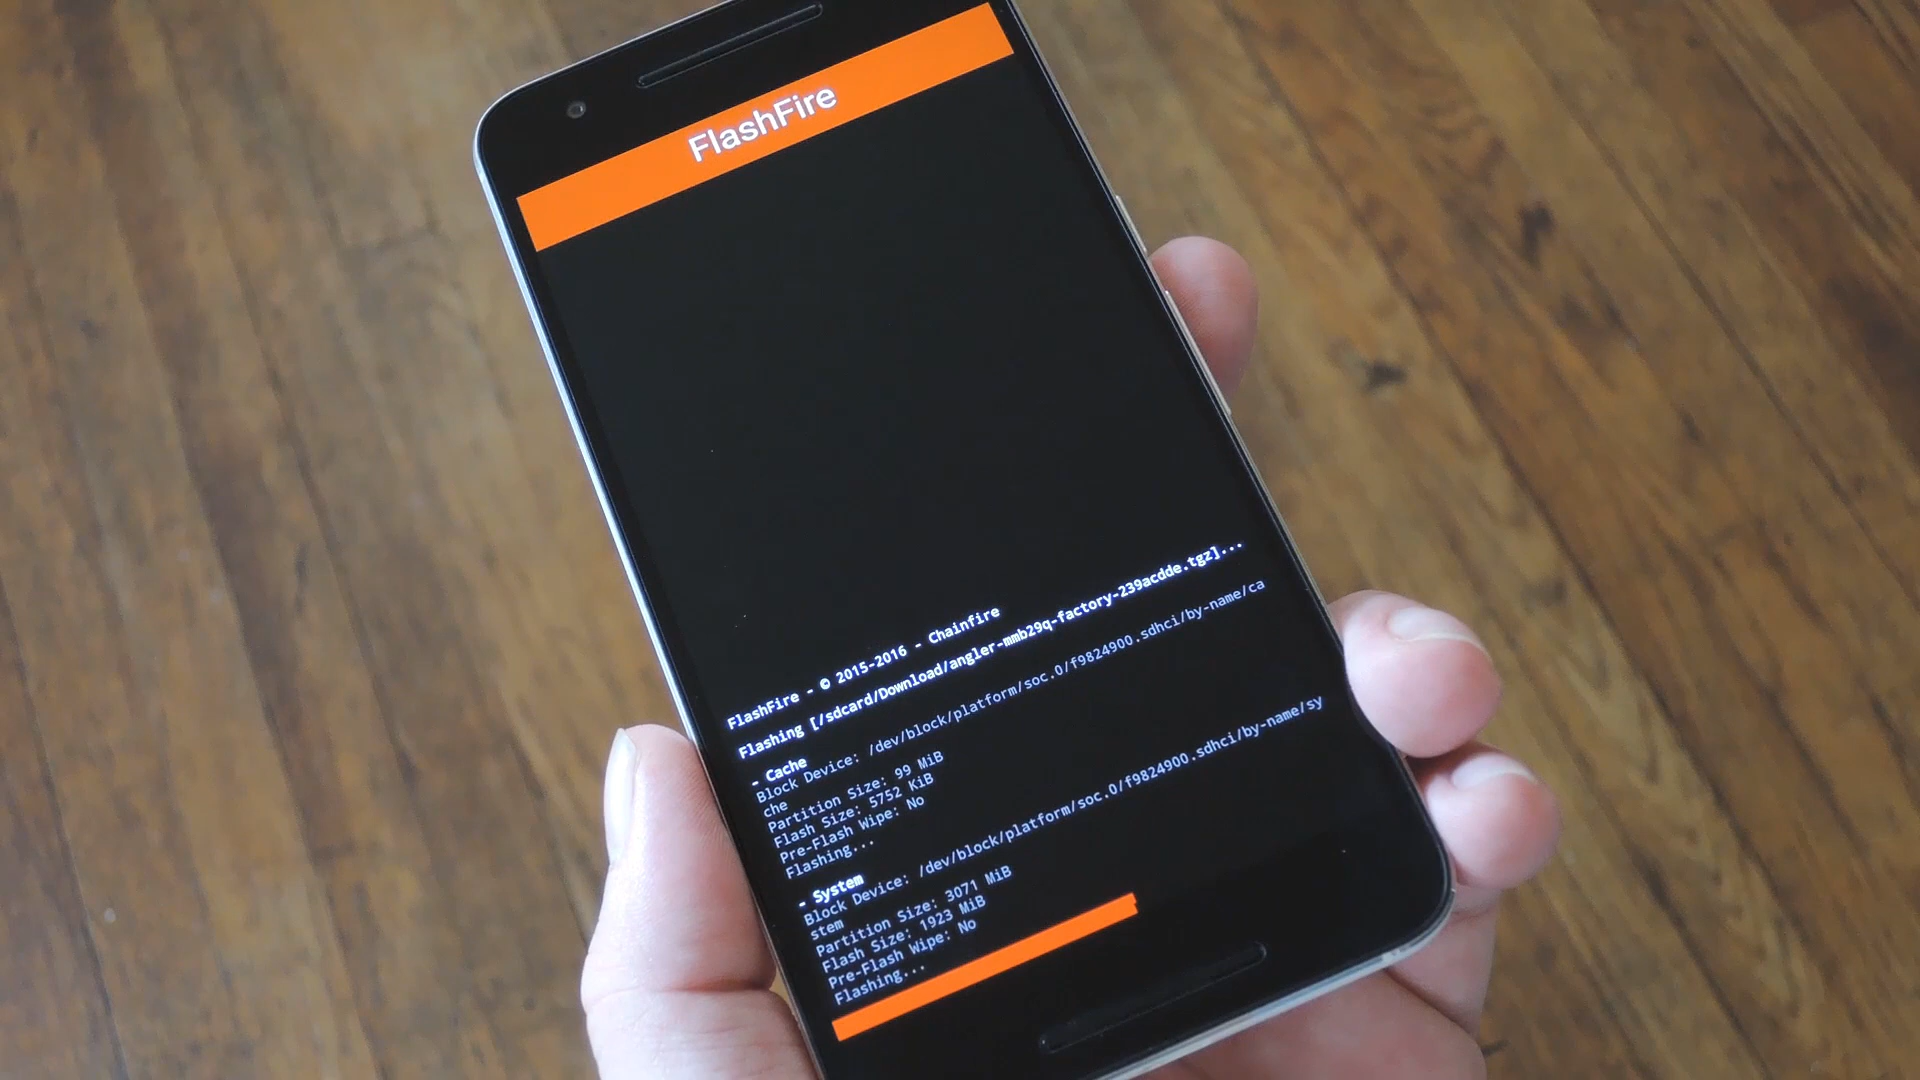 FlashFire
FlashFire - © 2015-2016 - Chainfire
Flashing [/sdcard/Download/angler-mmb29q-factory-239acdde.tgz]...
- Cache
Block Device: /dev/block/platform/soc.0/f9824900.sdhci/by-name/ca
che
Partition Size: 99 MiB
Flash Size: 5752 KiB
Pre-Flash Wipe: No
Flashing...
- System
Block Device: /dev/block/platform/soc.0/f9824900.sdhci/by-name/sy
stem
Partition Size: 3071 MiB
Flash Size: 1923 MiB
Pre-Flash Wipe: No
Flashing...